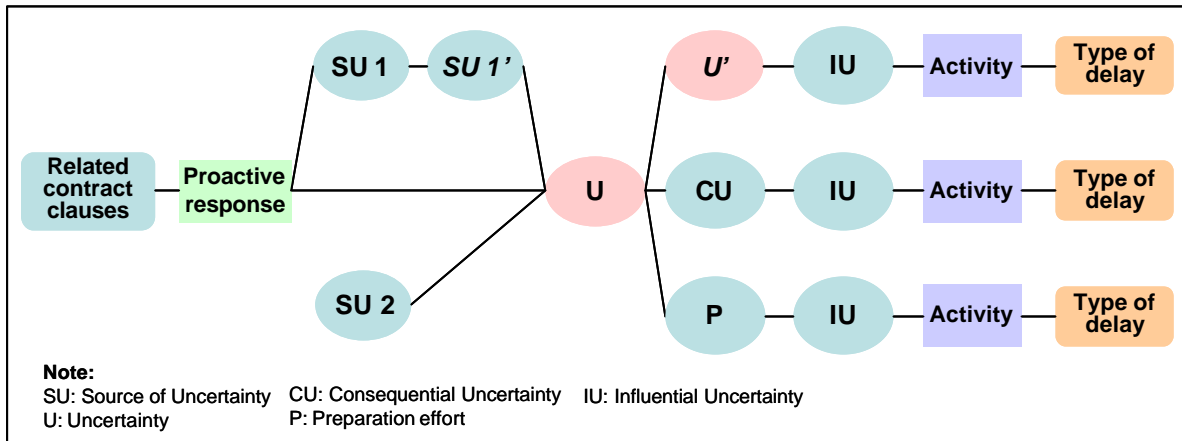 SU 1
SU 1'
U'
IU
Activity
Type of
delay
Related
contract
clauses
Proactive
response
U
CU
IU
Activity
Type of
delay
SU 2
P
IU
Activity
Type of
delay
Note:
SU: Source of Uncertainty
CU: Consequential Uncertainty
IU: Influential Uncertainty
U: Uncertainty
P: Preparation effort